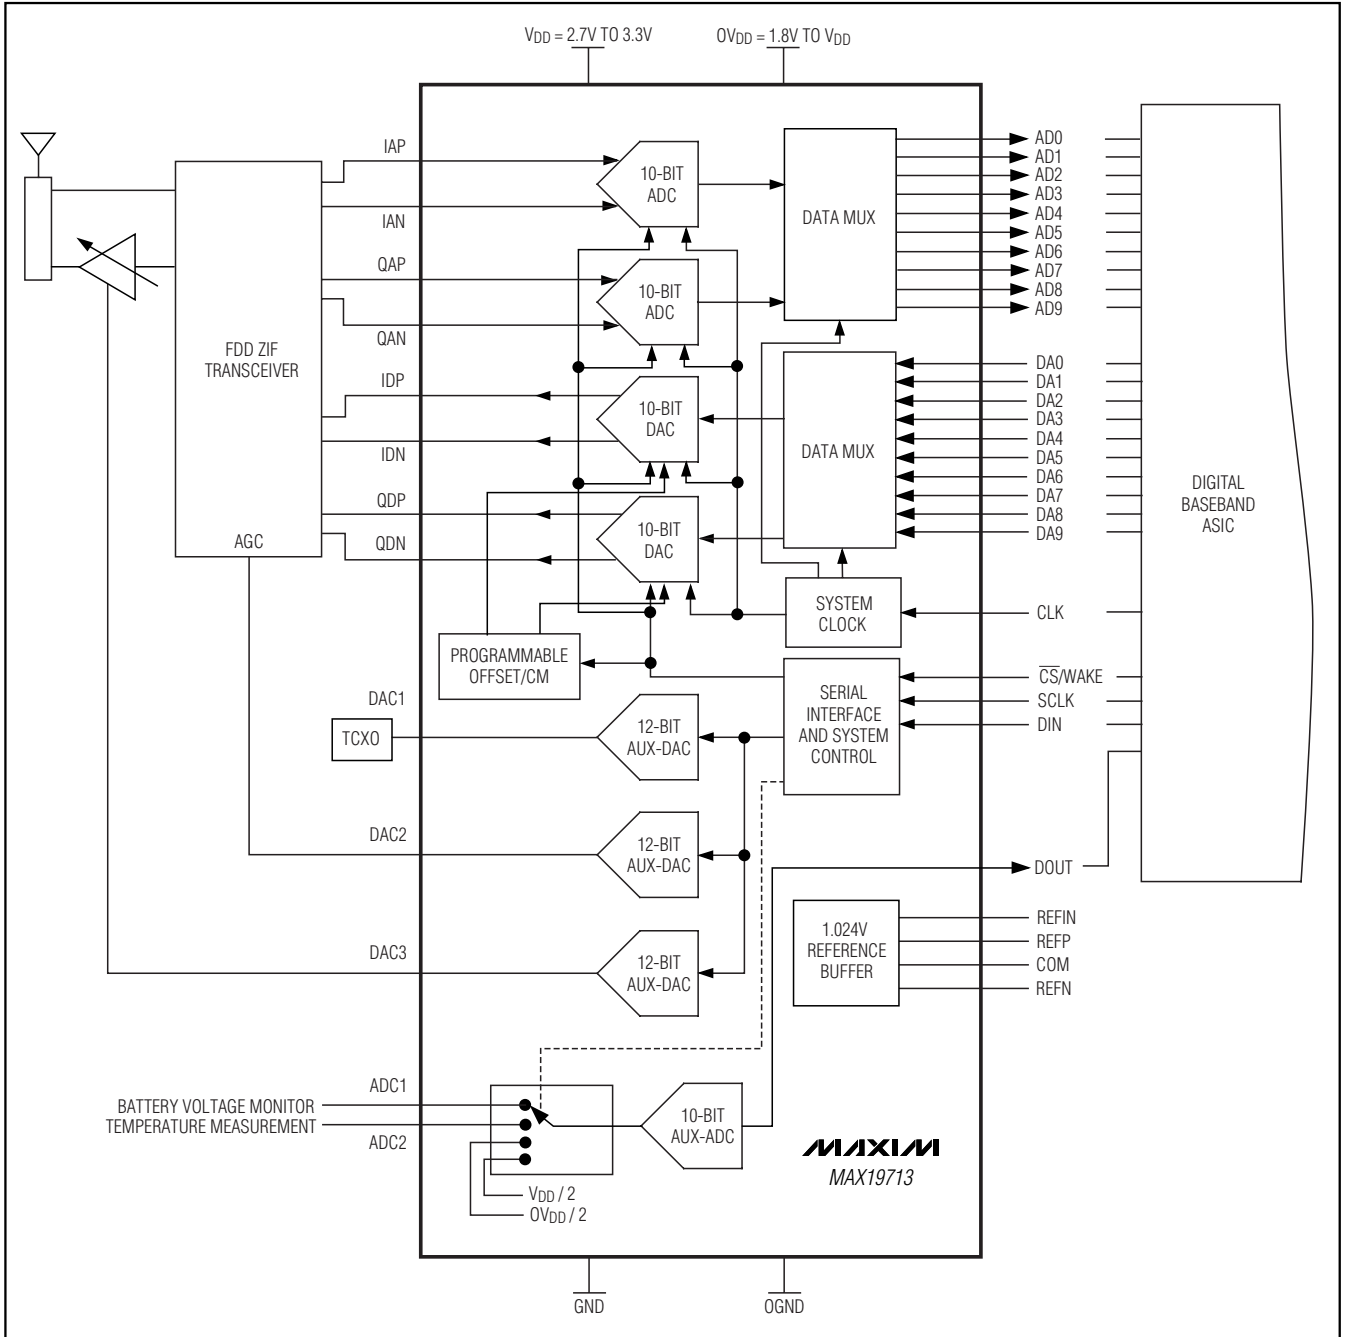 VDD = 2.7V TO 3.3V
OVDD = 1.8V TO VDD
IAP
IAN
QAP
QAN
IDP
IDN
QDP
QDN
FDD ZIF
TRANSCEIVER
AGC
10-BIT
ADC
10-BIT
ADC
10-BIT
DAC
10-BIT
DAC
DATA MUX
DATA MUX
AD0
AD1
AD2
AD3
AD4
AD5
AD6
AD7
AD8
AD9
DA0
DA1
DA2
DA3
DA4
DA5
DA6
DA7
DA8
DA9
DIGITAL
BASEBAND
ASIC
SYSTEM
CLOCK
CLK
PROGRAMMABLE
OFFSET/CM
SERIAL
INTERFACE
AND SYSTEM
CONTROL
CS/WAKE
SCLK
DIN
DAC1
TCXO
12-BIT
AUX-DAC
DAC2
12-BIT
AUX-DAC
DOUT
DAC3
12-BIT
AUX-DAC
1.024V
REFERENCE
BUFFER
REFIN
REFP
COM
REFN
ADC1
BATTERY VOLTAGE MONITOR
TEMPERATURE MEASUREMENT
ADC2
10-BIT
AUX-ADC
VDD / 2
OVDD / 2
MAXIM
MAX19713
GND
OGND